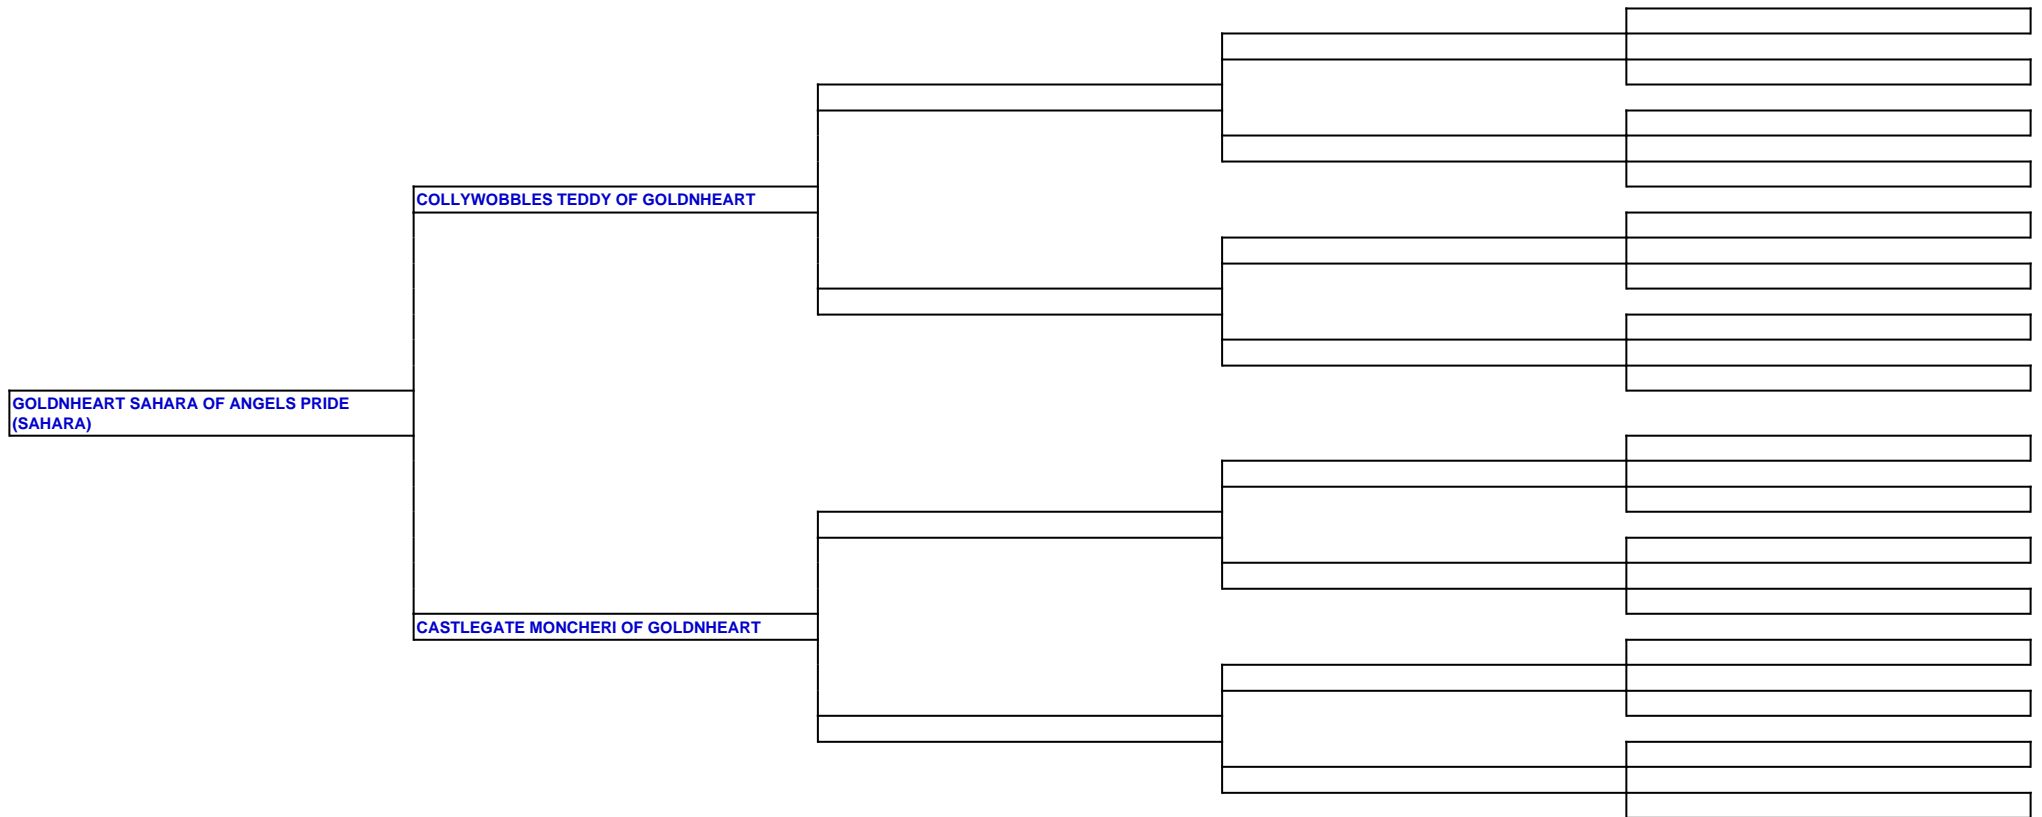 COLLYWOBBLES TEDDY OF GOLDNHEART
GOLDNHEART SAHARA OF ANGELS PRIDE
(SAHARA)
CASTLEGATE MONCHERI OF GOLDNHEART